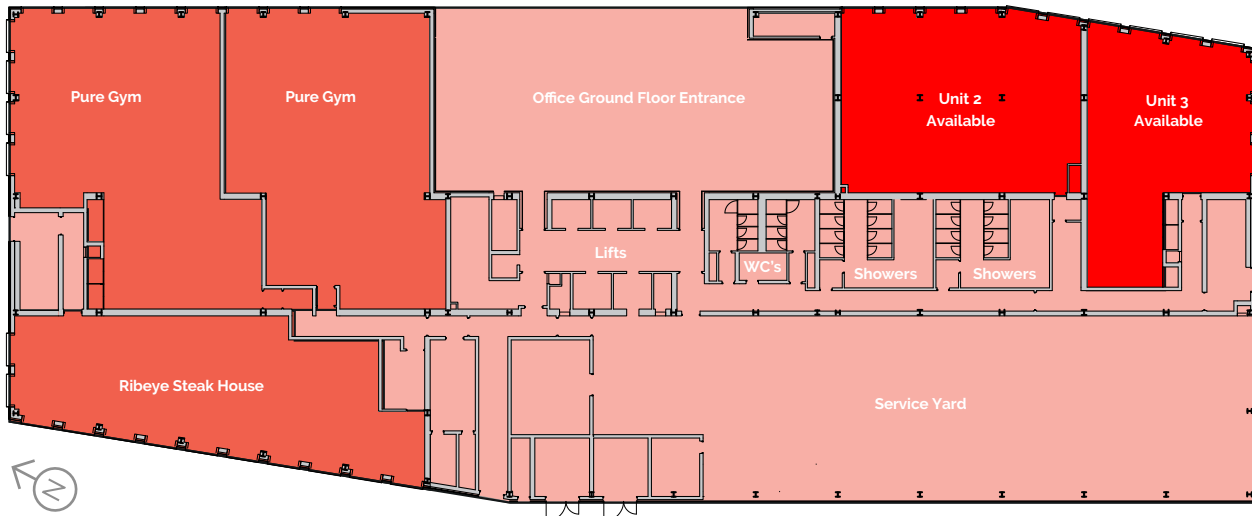 Pure Gym
Pure Gym
Office Ground Floor Entrance
Unit 2
Available
Unit 3
Available
Lifts
WC's
Showers
Showers
Ribeye Steak House
Service Yard
N